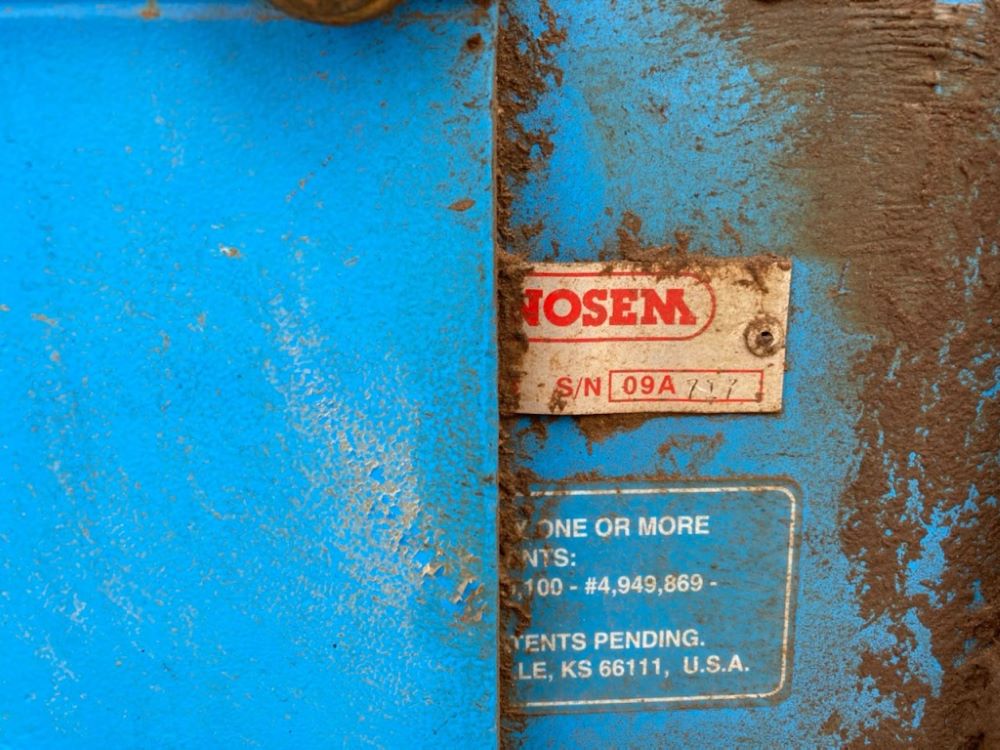 NOSEM
S/N 09A
ONE OR MORE
NTS:
,100 - #4,949,869 -
TENTS PENDING.
LE, KS 66111, U.S.A.